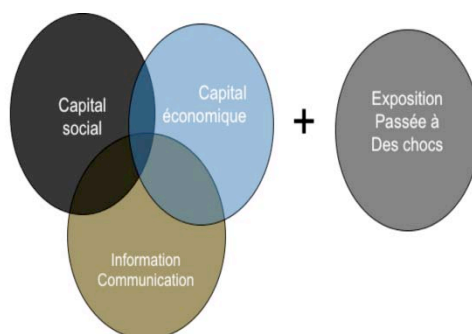 Capital
social
Capital
économique
+
Exposition
Passée à
Des chocs
Information
Communication